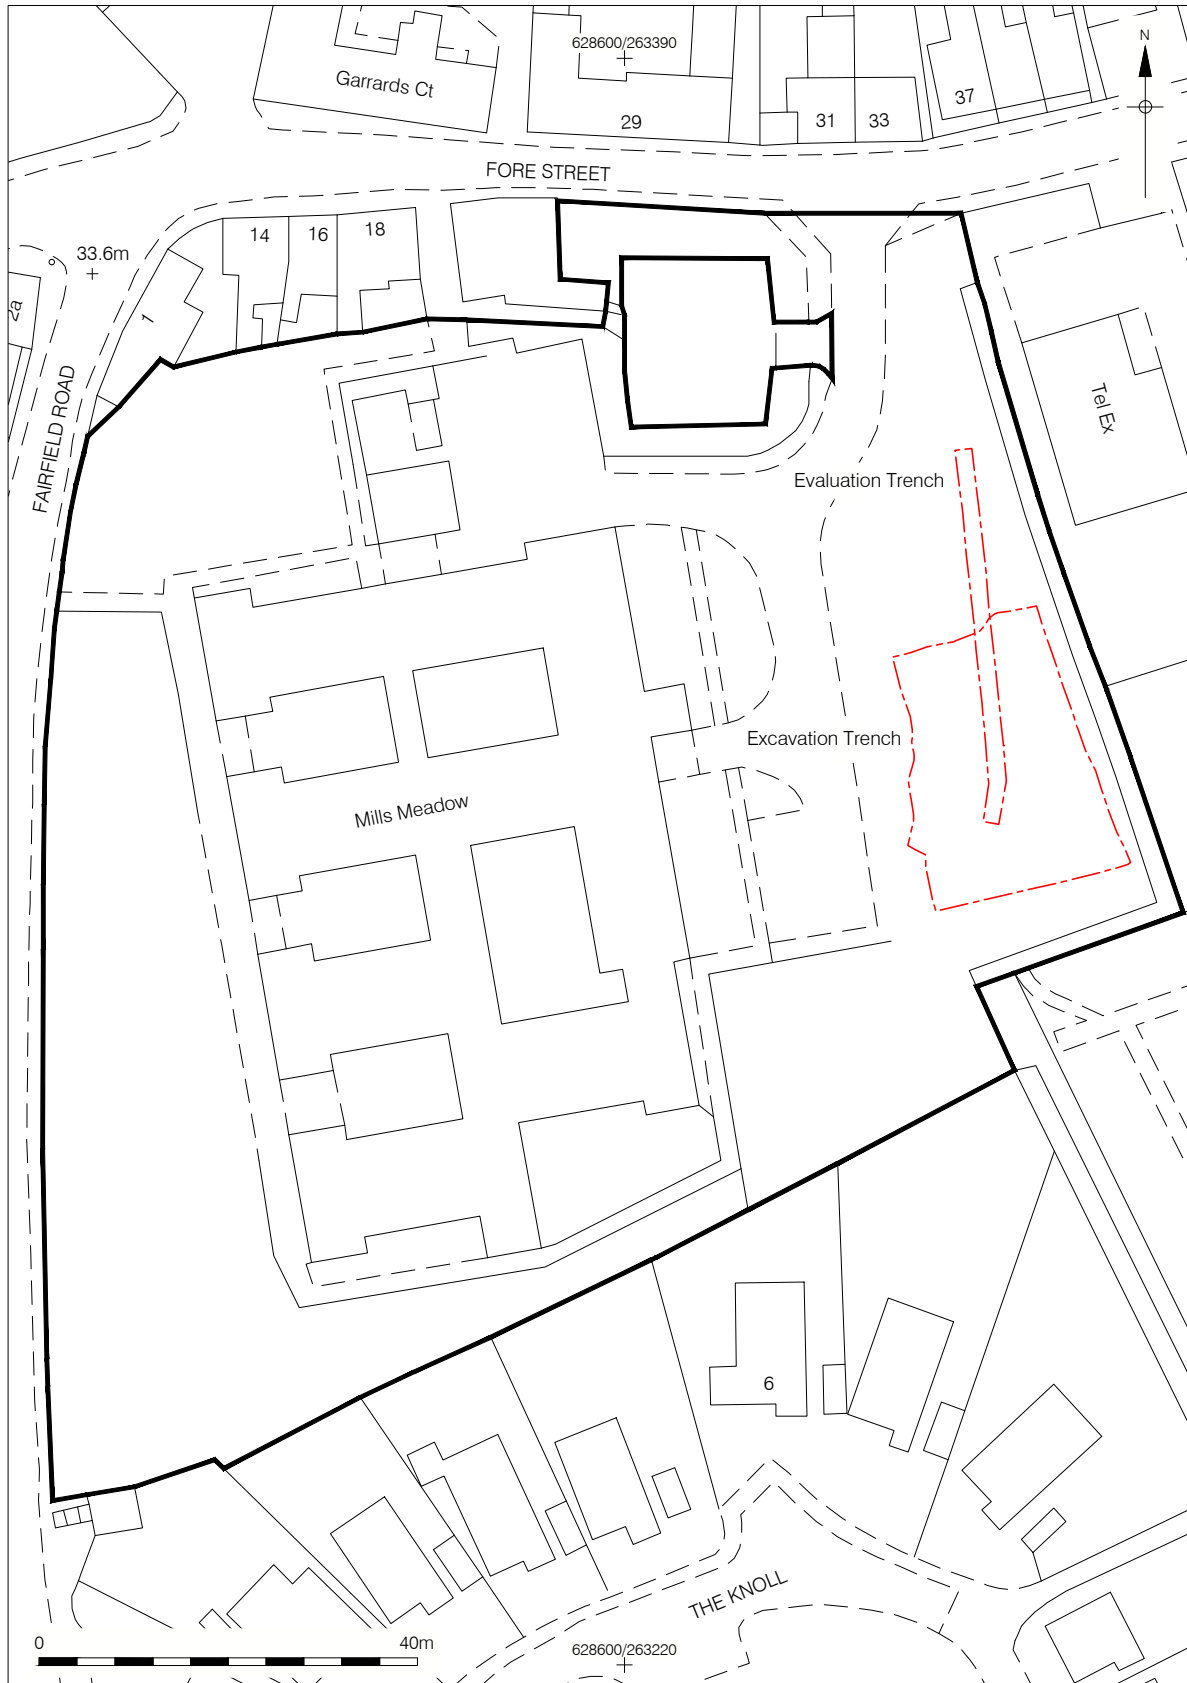 628600/263390
N
Garrards Ct
29
31
33
37
FORE STREET
14
16
18
33.6m
2a
1
FAIRFIELD ROAD
Tel Ex
Evaluation Trench
Excavation Trench
Mills Meadow
6
THE KNOLL
0
40m
628600/263220